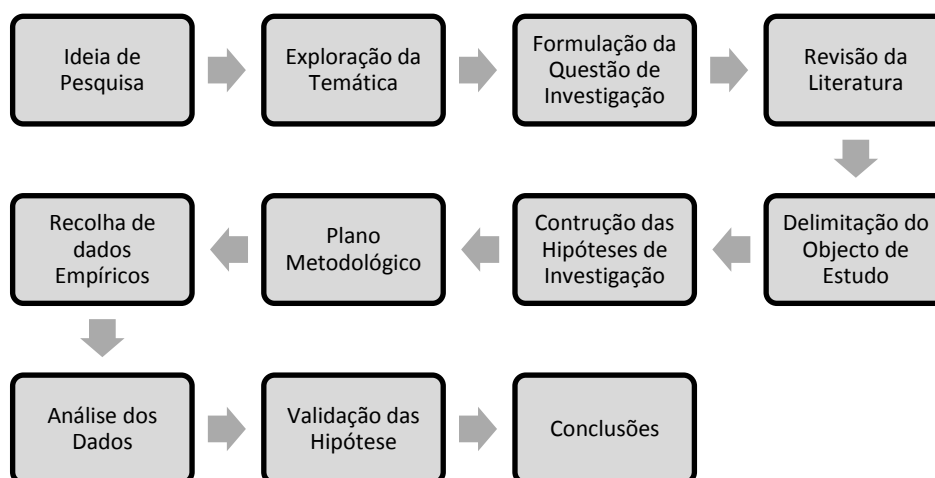 Ideia de
Pesquisa
Exploração da
Temática
Formulação da
Questão de
Investigação
Revisão da
Literatura
Delimitação do
Objecto de
Estudo
Contrução das
Hipóteses de
Investigação
Plano
Metodológico
Recolha de
dados
Empíricos
Análise dos
Dados
Validação das
Hipótese
Conclusões